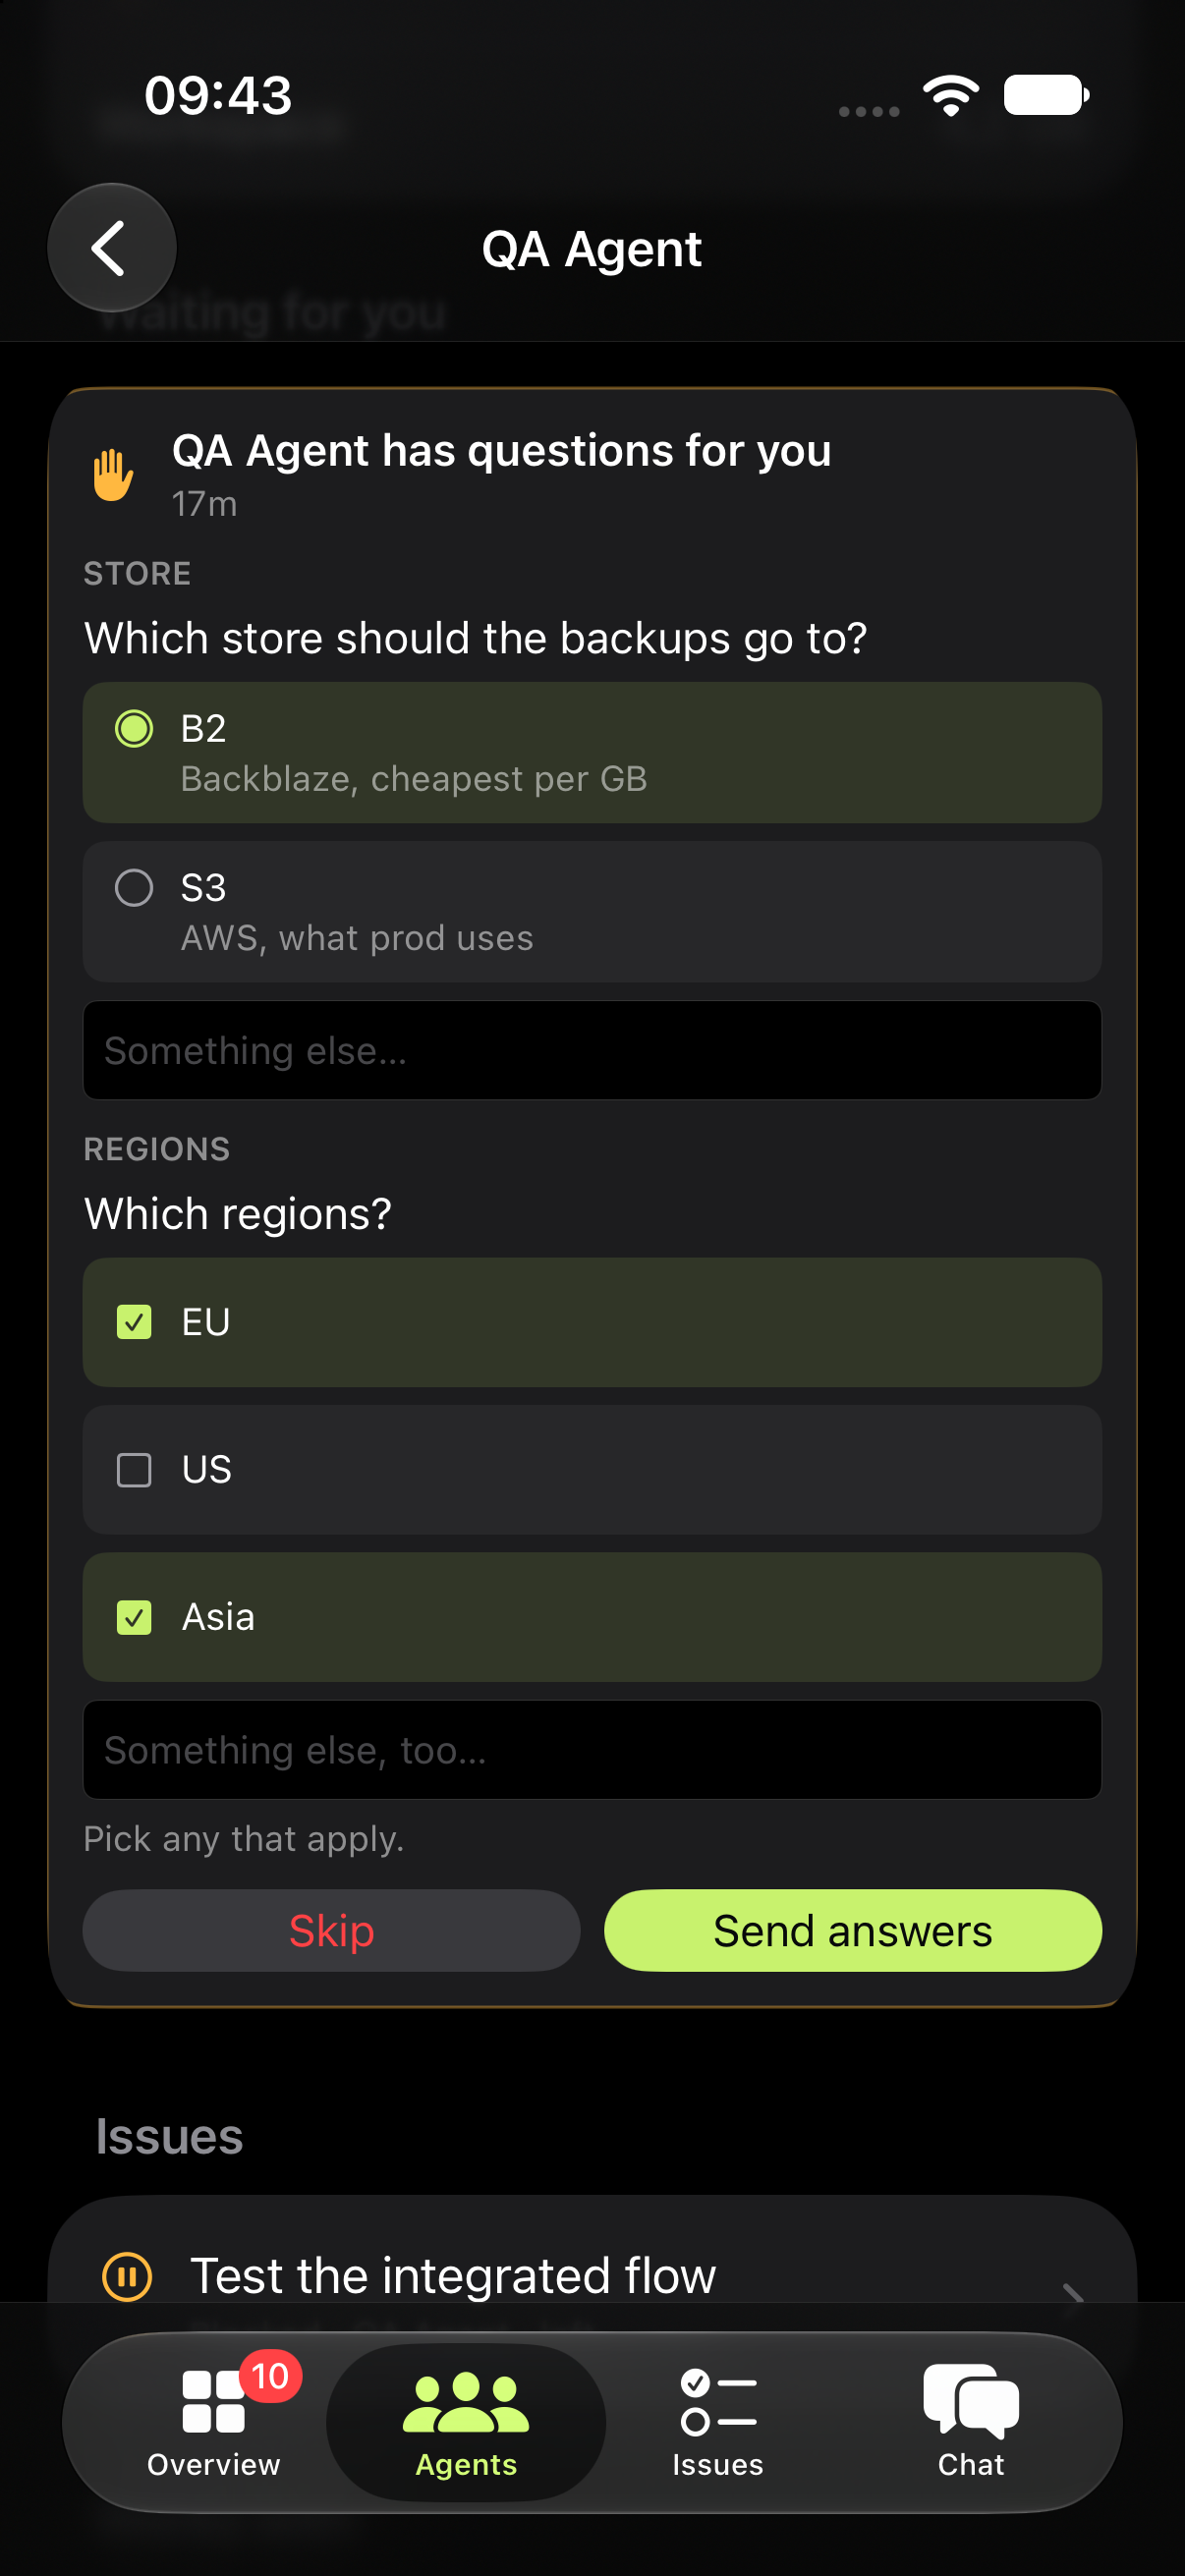 09:43
QA Agent
Waiting for you
QA Agent has questions for you
17m
STORE
Which store should the backups go to?
B2
Backblaze, cheapest per GB
S3
AWS, what prod uses
Something else...
REGIONS
Which regions?
EU
US
Asia
Something else, too...
Pick any that apply.
Skip
Send answers
Issues
Test the integrated flow
10
Overview
Agents
Issues
Chat